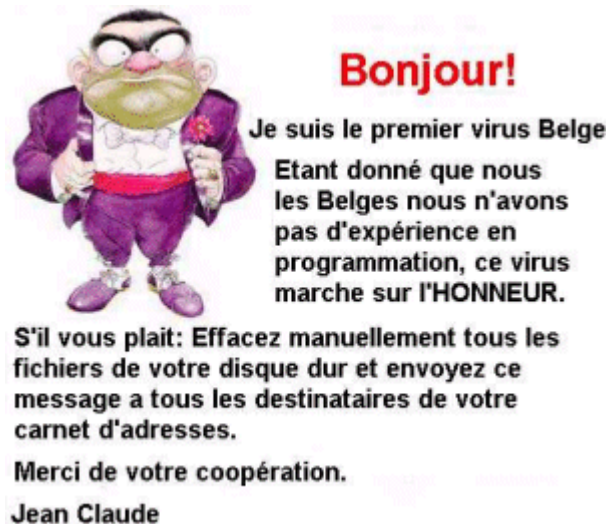 Bonjour!
Je suis le premier virus Belge
Etant donné que nous
les Belges nous n'avons
pas d'expérience en
programmation, ce virus
marche sur l'HONNEUR.
S'il vous plait: Effacez manuellement tous les
fichiers de votre disque dur et envoyez ce
message a tous les destinataires de votre
carnet d'adresses.
Merci de votre coopération.
Jean Claude